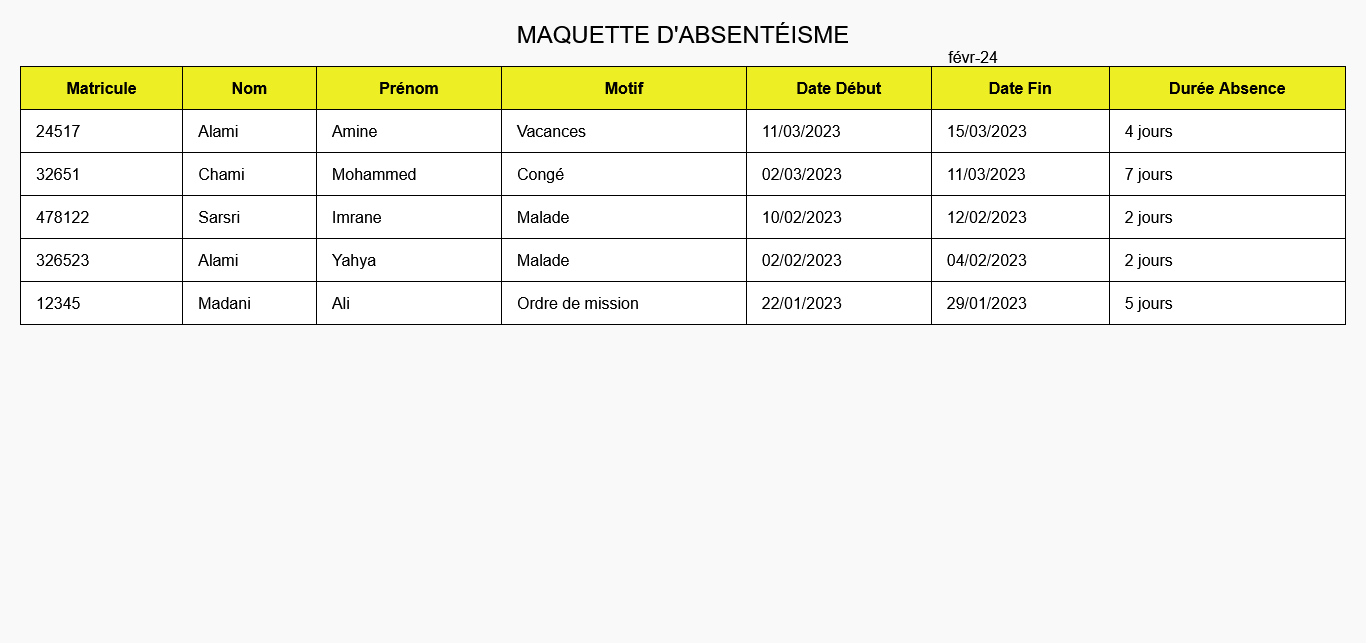 MAQUETTE D'ABSENTÉISME
févr-24
Matricule Nom Prénom Motif Date Début Date Fin Durée Absence
24517 Alami Amine Vacances 11/03/2023 15/03/2023 4 jours
32651 Chami Mohammed Congé 02/03/2023 11/03/2023 7 jours
478122 Sarsri Imrane Malade 10/02/2023 12/02/2023 2 jours
326523 Alami Yahya Malade 02/02/2023 04/02/2023 2 jours
12345 Madani Ali Ordre de mission 22/01/2023 29/01/2023 5 jours